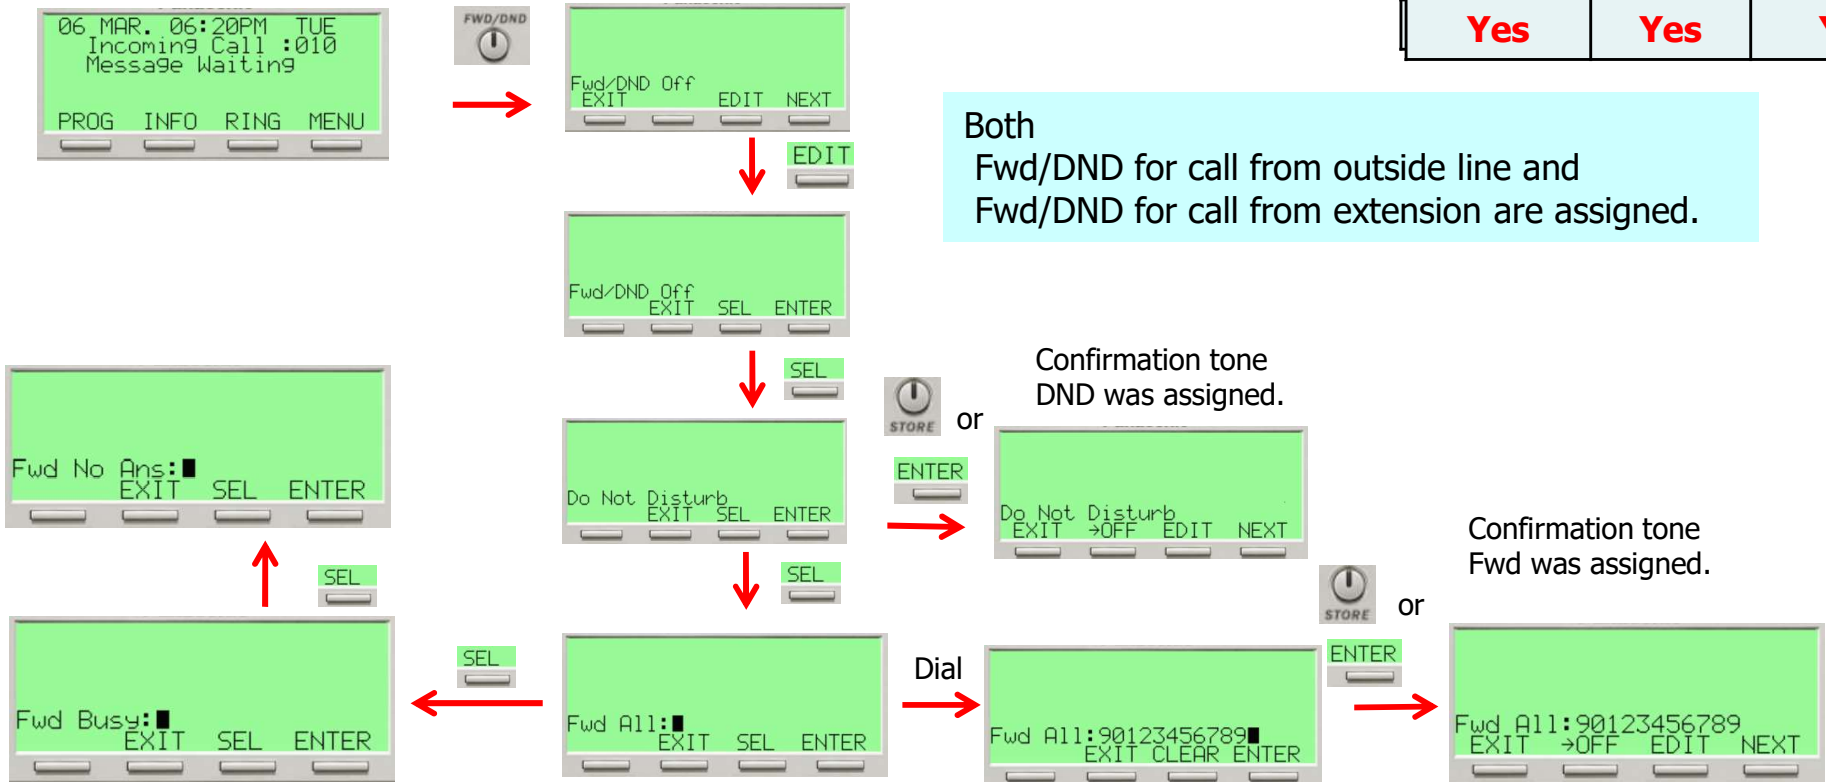 06 MAR. 06:20PM TUE
Incoming Call :010
Message Waiting
PROG INFO RING MENU
FWD/DND
Fwd/DND Off
EXIT EDIT NEXT
Yes Yes
Both
Fwd/DND for call from outside line and
Fwd/DND for call from extension are assigned.
EDIT
Fwd/DND Off
EXIT SEL ENTER
SEL
Confirmation tone
DND was assigned.
STORE or
ENTER
Do Not Disturb
EXIT SEL ENTER
Do Not Disturb
EXIT →OFF EDIT NEXT
Fwd No Ans:
EXIT SEL ENTER
SEL
SEL
Confirmation tone
Fwd was assigned.
STORE or
ENTER
Fwd Busy:
EXIT SEL ENTER
SEL
Fwd All:
EXIT SEL ENTER
Dial
Fwd All:90123456789
EXIT CLEAR ENTER
Fwd All:90123456789
EXIT →OFF EDIT NEXT